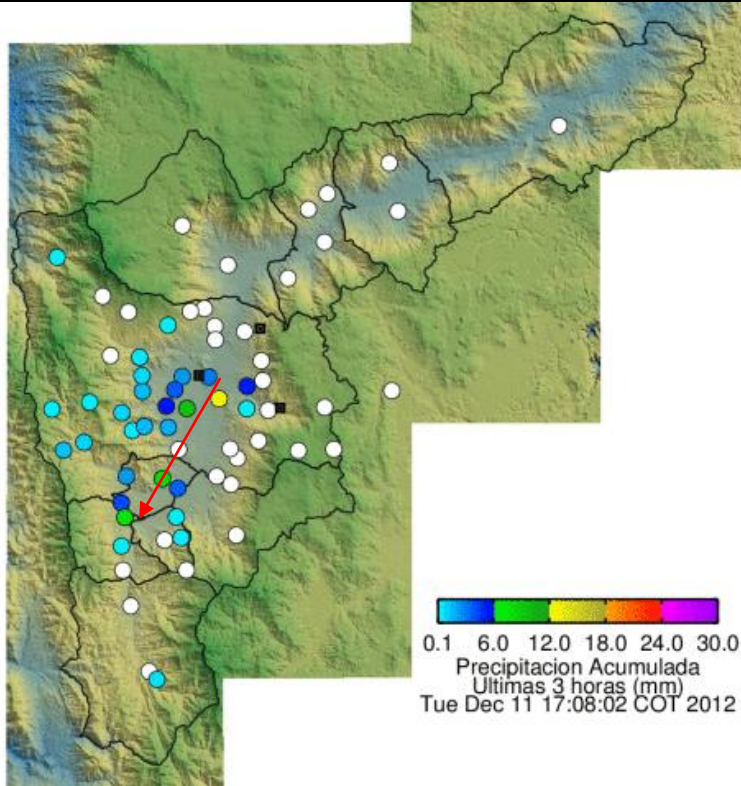 0.1 6.0 12.0 18.0 24.0 30.0
Precipitacion Acumulada
Ultimas 3 horas (mm)
Tue Dec 11 17:08:02 COT 2012